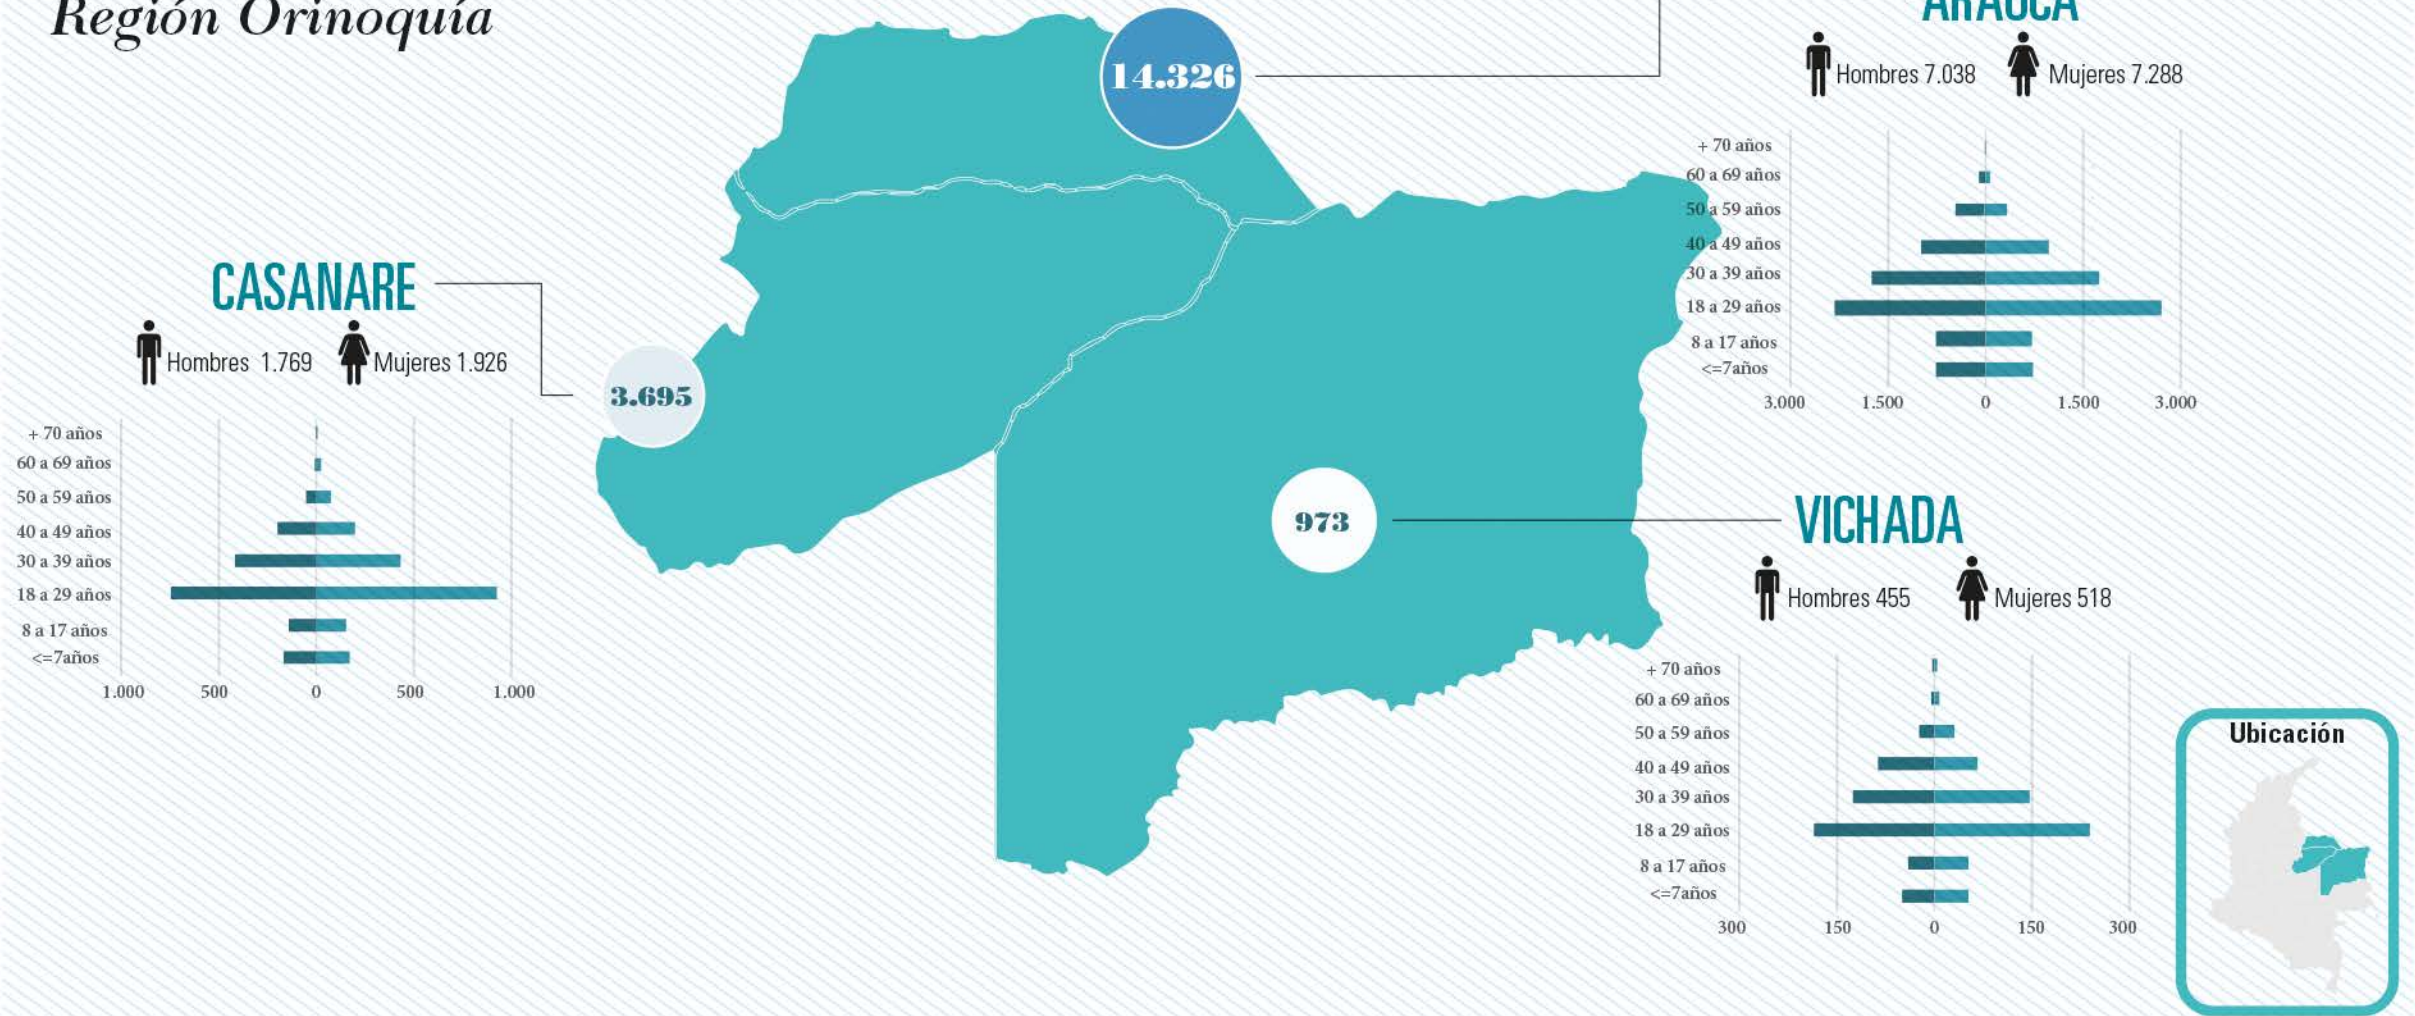 Región Orinoquía
14.326
ARAUCA
Hombres 7.038 Mujeres 7.288
+ 70 años
60 a 69 años
50 a 59 años
40 a 49 años
30 a 39 años
18 a 29 años
8 a 17 años
<=7años
3.000 1.500 0 1.500 3.000
CASANARE
Hombres 1.769 Mujeres 1.926
3.695
+ 70 años
60 a 69 años
50 a 59 años
40 a 49 años
30 a 39 años
18 a 29 años
8 a 17 años
<=7años
1.000 500 0 500 1.000
973
VICHADA
Hombres 455 Mujeres 518
+ 70 años
60 a 69 años
50 a 59 años
40 a 49 años
30 a 39 años
18 a 29 años
8 a 17 años
<=7años
300 150 0 150 300
Ubicación